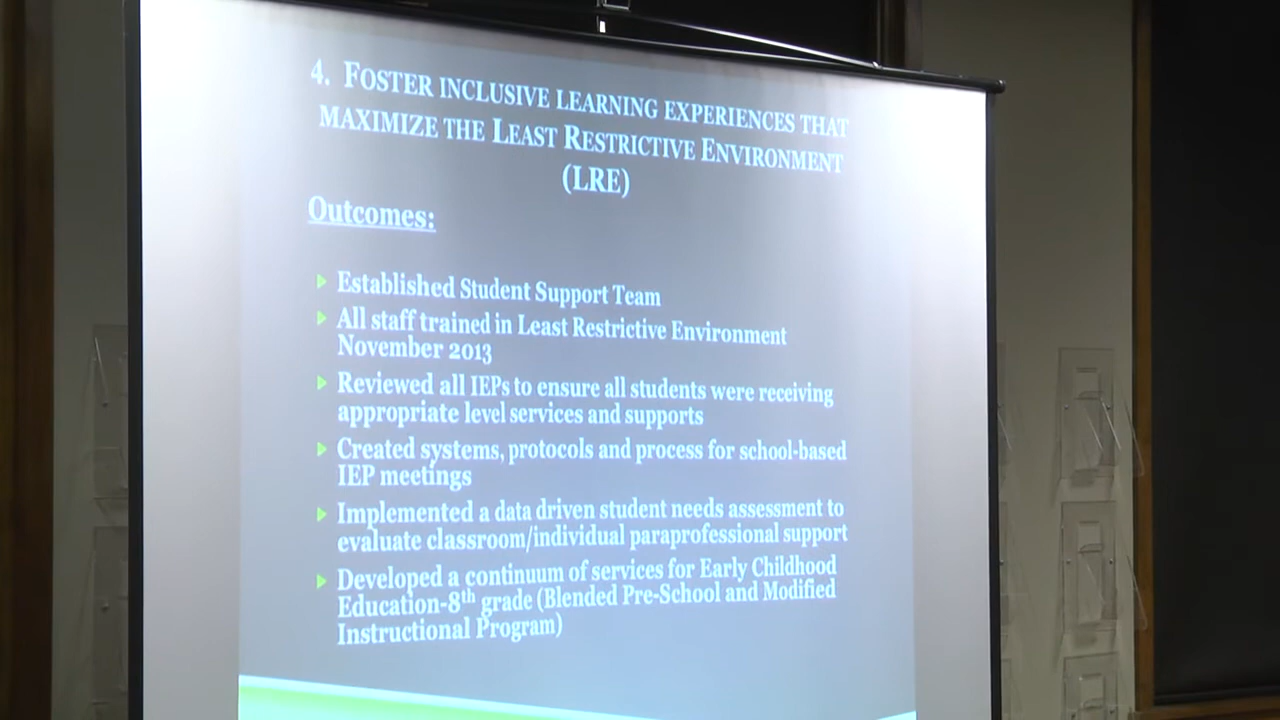 4. FOSTER INCLUSIVE LEARNING EXPERIENCES THAT
MAXIMIZE THE LEAST RESTRICTIVE ENVIRONMENT
(LRE)
Outcomes:
Established Student Support Team
All staff trained in Least Restrictive Environment
November 2013
Reviewed all IEPs to ensure all students were receiving
appropriate level services and supports
Created systems, protocols and process for school-based
IEP meetings
Implemented a data driven student needs assessment to
evaluate classroom/individual paraprofessional support
Developed a continuum of services for Early Childhood
Education-8th grade (Blended Pre-School and Modified
Instructional Program)